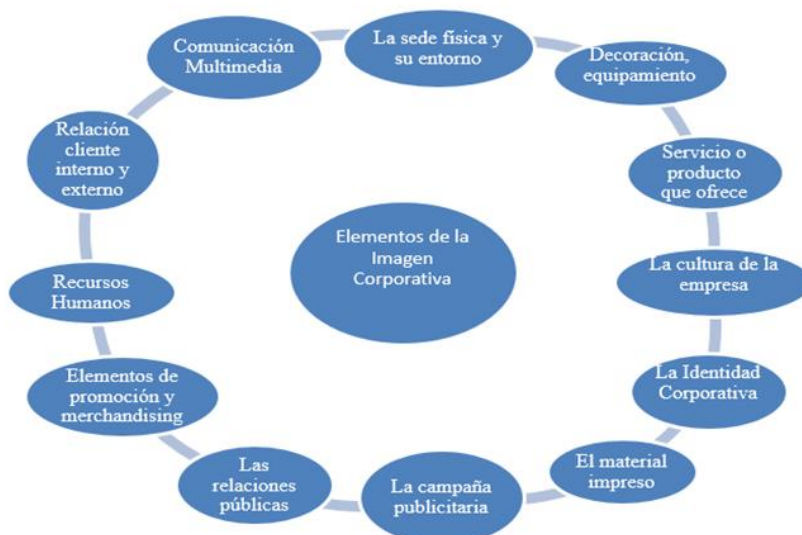 La sede física y
su entorno
Decoración,
equipamiento
Servicio o
producto
que ofrece
La cultura de la
empresa
La Identidad
Corporativa
El material
impreso
La campaña
publicitaria
Las
relaciones
públicas
Elementos de
promoción y
merchandising
Recursos
Humanos
Relación
cliente
interno y
externo
Comunicación
Multimedia
Elementos de la
Imagen
Corporativa